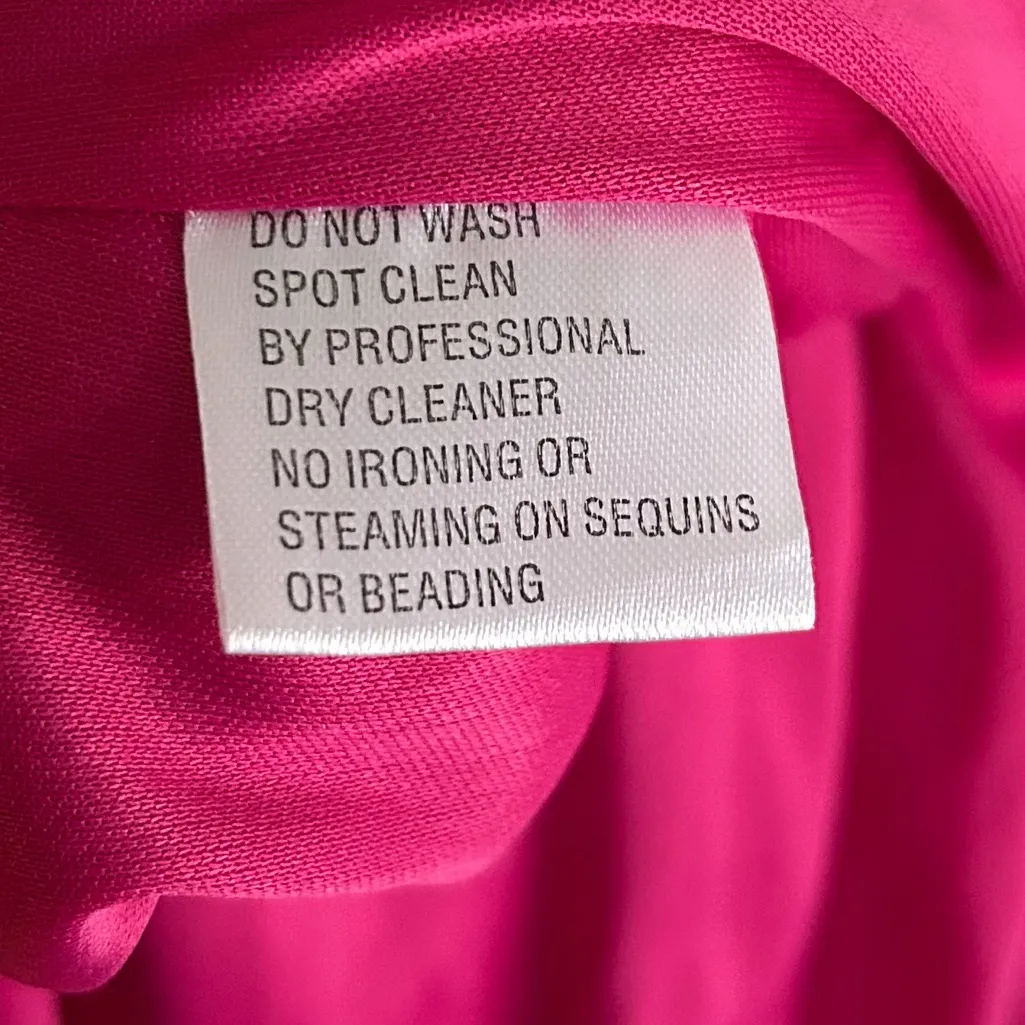 DO NOT WASH
SPOT CLEAN
BY PROFESSIONAL
DRY CLEANER
NO IRONING OR
STEAMING ON SEQUINS
OR BEADING